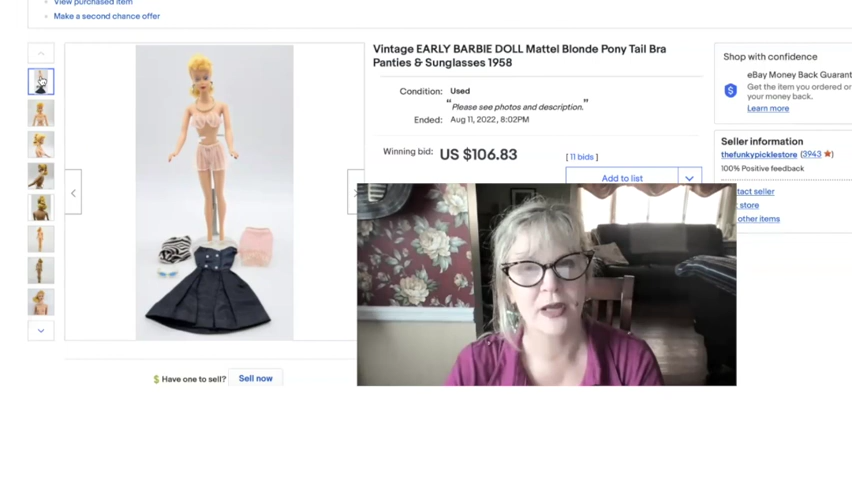 View purchased item
Make a second chance offer
Vintage EARLY BARBIE DOLL Mattel Blonde Pony Tail Bra
Panties & Sunglasses 1958
Condition: Used
"Please see photos and description."
Ended: Aug 11, 2022, 8:02PM
Winning bid: US $106.83 [ 11 bids ]
Add to list
Shop with confidence
eBay Money Back Guarant
Get the item you ordered or
your money back.
Learn more
Seller information
thefunkypicklestore (3943 )
100% Positive feedback
tact seller
store
other items
$ Have one to sell? Sell now